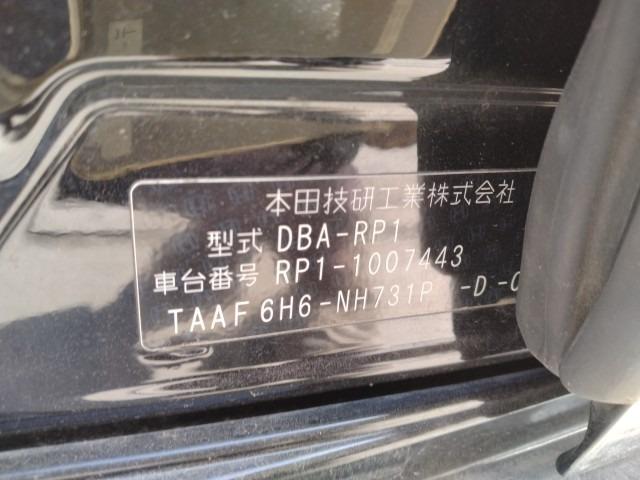 本田技研工業株式会社
型式 DBA-RP1
車台番号 RP1-1007443
TAAF 6H6-NH731P -D -